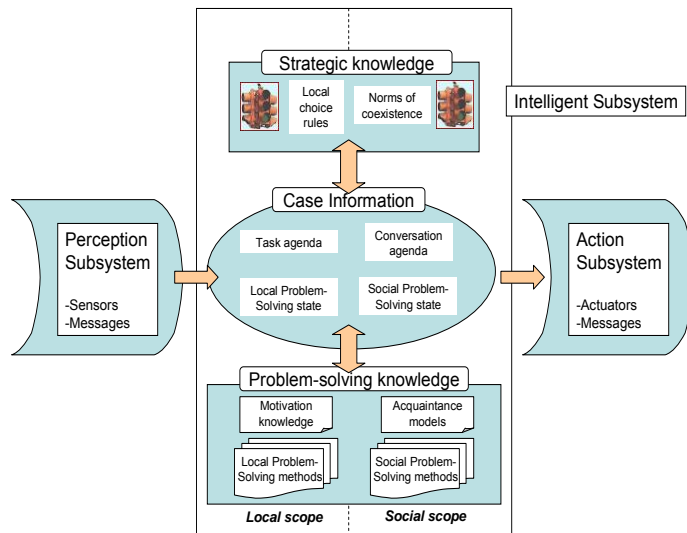 Strategic knowledge
Local
choice
rules
Norms of
coexistence
Intelligent Subsystem
Case Information
Task agenda
Conversation
agenda
Local Problem-
Solving state
Social Problem-
Solving state
Perception
Subsystem
-Sensors
-Messages
Action
Subsystem
-Actuators
-Messages
Problem-solving knowledge
Motivation
knowledge
Acquaintance
models
Local Problem-
Solving methods
Social Problem-
Solving methods
Local scope
Social scope